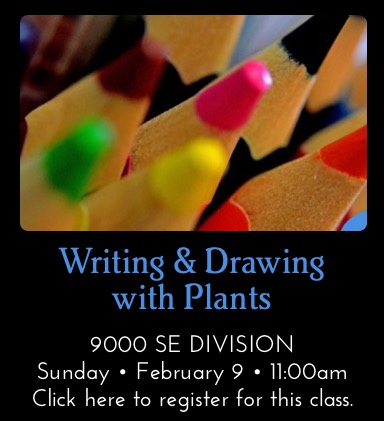 Writing & Drawing
with Plants
9000 SE DIVISION
Sunday • February 9 • 11:00am
Click here to register for this class.